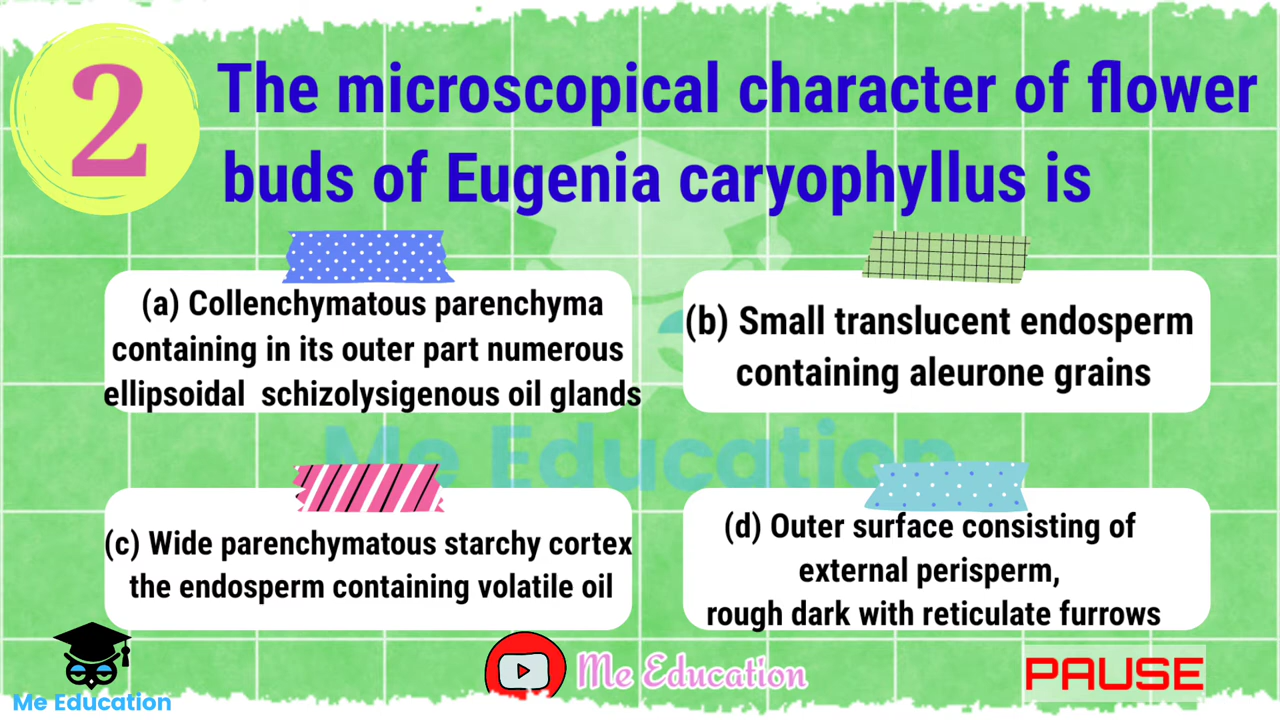 2
The microscopical character of flower
buds of Eugenia caryophyllus is
(a) Collenchymatous parenchyma
containing in its outer part numerous
ellipsoidal schizolysigenous oil glands
(b) Small translucent endosperm
containing aleurone grains
Me Education
(c) Wide parenchymatous starchy cortex
the endosperm containing volatile oil
(d) Outer surface consisting of
external perisperm,
rough dark with reticulate furrows
Me Education
Me Education
PAUSE